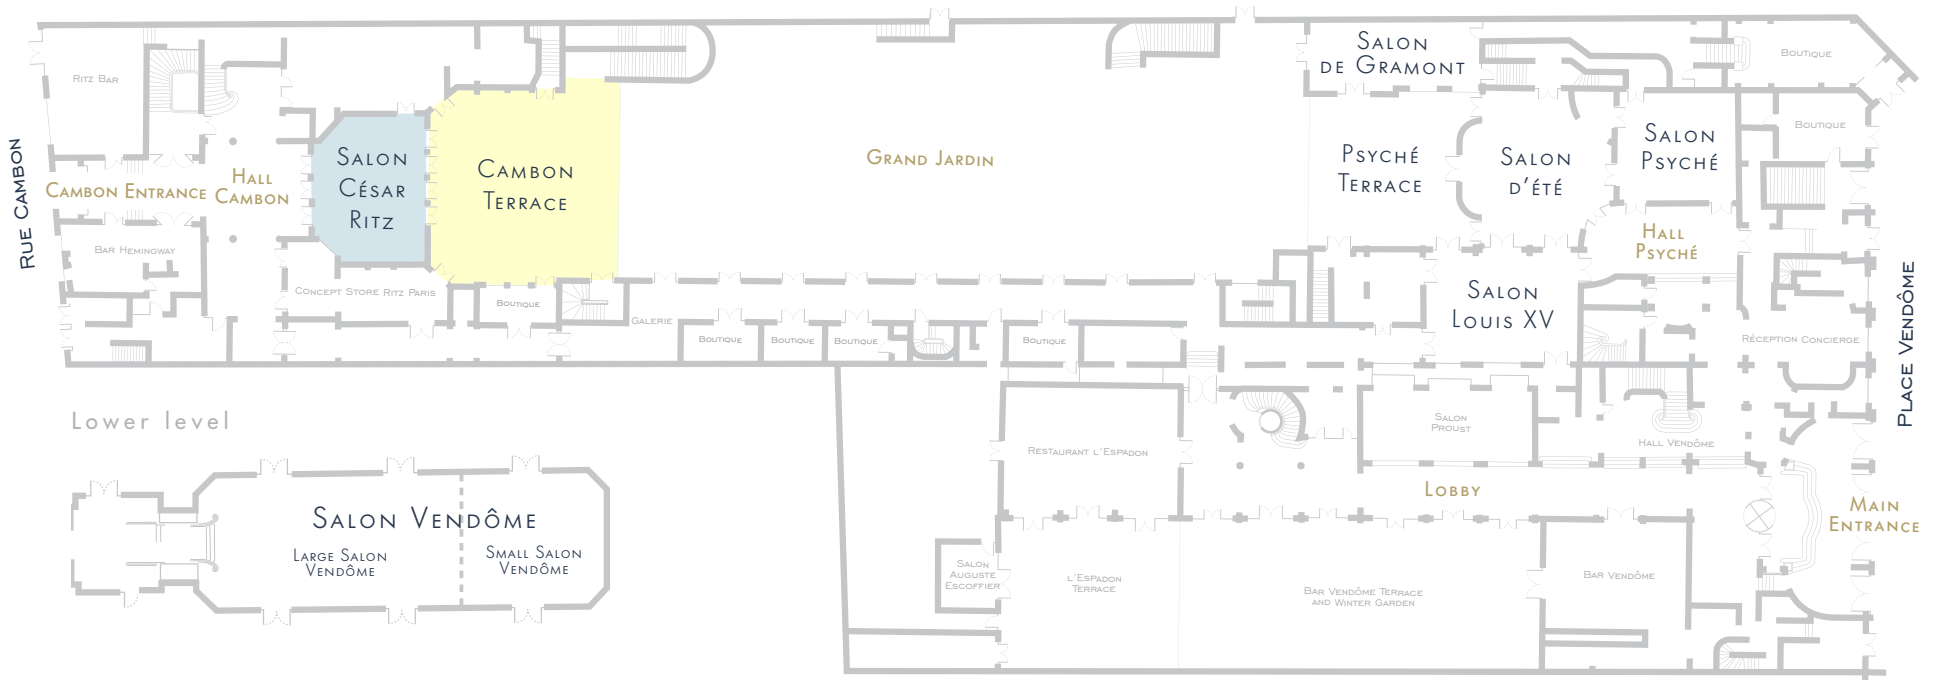 Ritz Bar
Rue Cambon
Cambon Entrance
Hall
Cambon
Bar Hemingway
Salon
César
Ritz
Cambon
Terrace
Concept Store Ritz Paris
Boutique
Grand Jardin
Galerie
Boutique
Boutique
Boutique
Boutique
Salon
de Gramont
Psyché
Terrace
Salon
d'été
Salon
Psyché
Boutique
Boutique
Hall
Psyché
Salon
Louis XV
Réception Concierge
Place Vendôme
Salon
Proust
Hall Vendôme
Restaurant l'Espadon
Lobby
Main
Entrance
Salon
Auguste
Escoffier
l'Espadon
Terrace
Bar Vendôme Terrace
and Winter Garden
Bar Vendôme
Lower level
Salon Vendôme
Large Salon
Vendôme
Small Salon
Vendôme